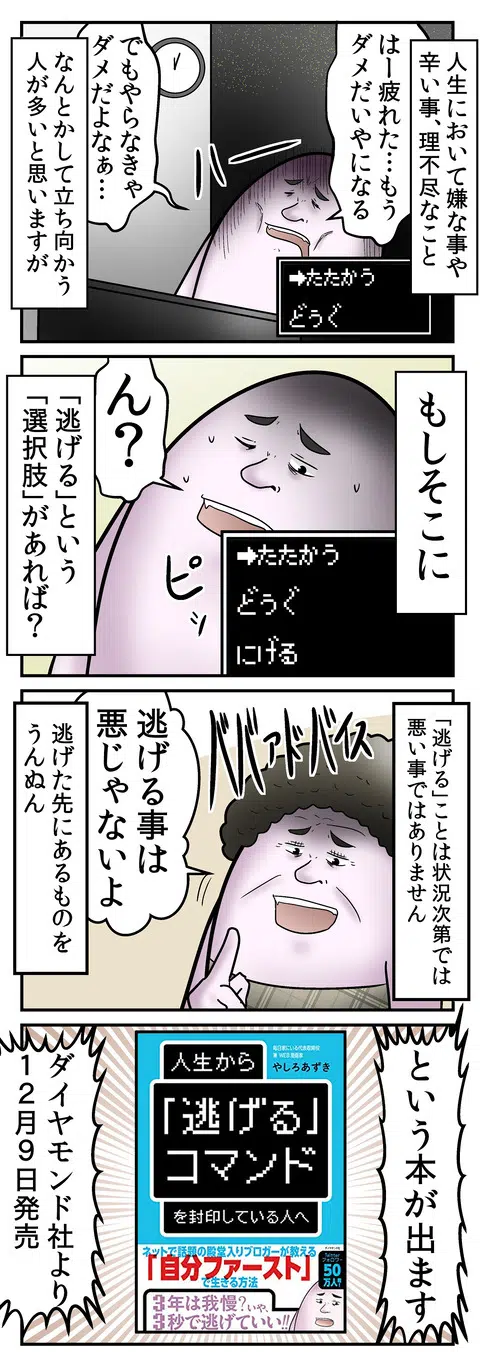 人生において嫌な事や
辛い事、理不尽なこと
はー疲れた…もう
ダメだいやになる
でもやらなきゃ
ダメだよなぁ…
なんとかして立ち向かう
人が多いと思いますが
➡たたかう
どうぐ
もしそこに
ん？
「逃げる」という
「選択肢」があれば？
ピッ
➡たたかう
どうぐ
にげる
「逃げる」ことは状況次第では
悪い事ではありません
ババァアドバイス
逃げる事は
悪じゃないよ
逃げた先にあるものを
うんぬん
という本が出ます
人生から
やしろあずき
「逃げる」
コマンド
を封印している人へ
ネットで話題の殿堂入りブロガーが教える
「自分ファースト」
で生きる方法
Twitter
フォロワー
50
万人超！
3年は我慢？いや、
3秒で逃げていい!!
ダイヤモンド社より
12月9日発売